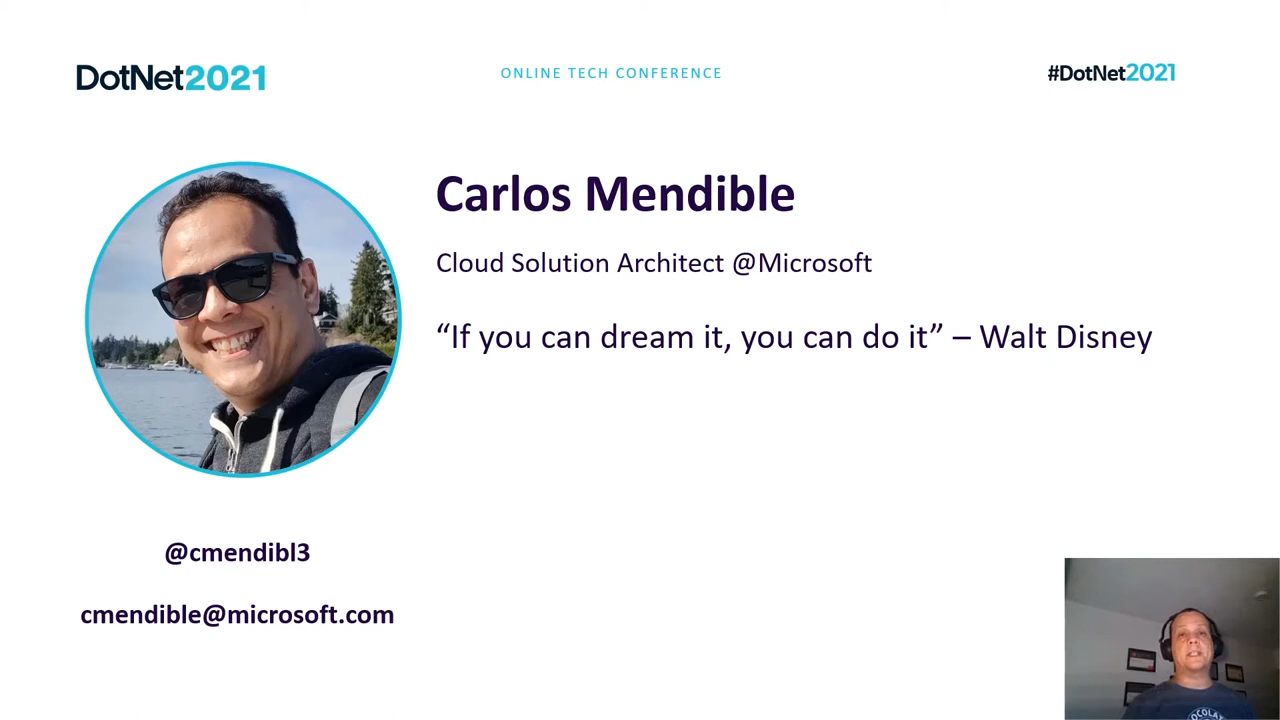 DotNet2021
ONLINE TECH CONFERENCE
#DotNet2021
Carlos Mendible
Cloud Solution Architect @Microsoft
“If you can dream it, you can do it” – Walt Disney
@cmendibl3
cmendible@microsoft.com